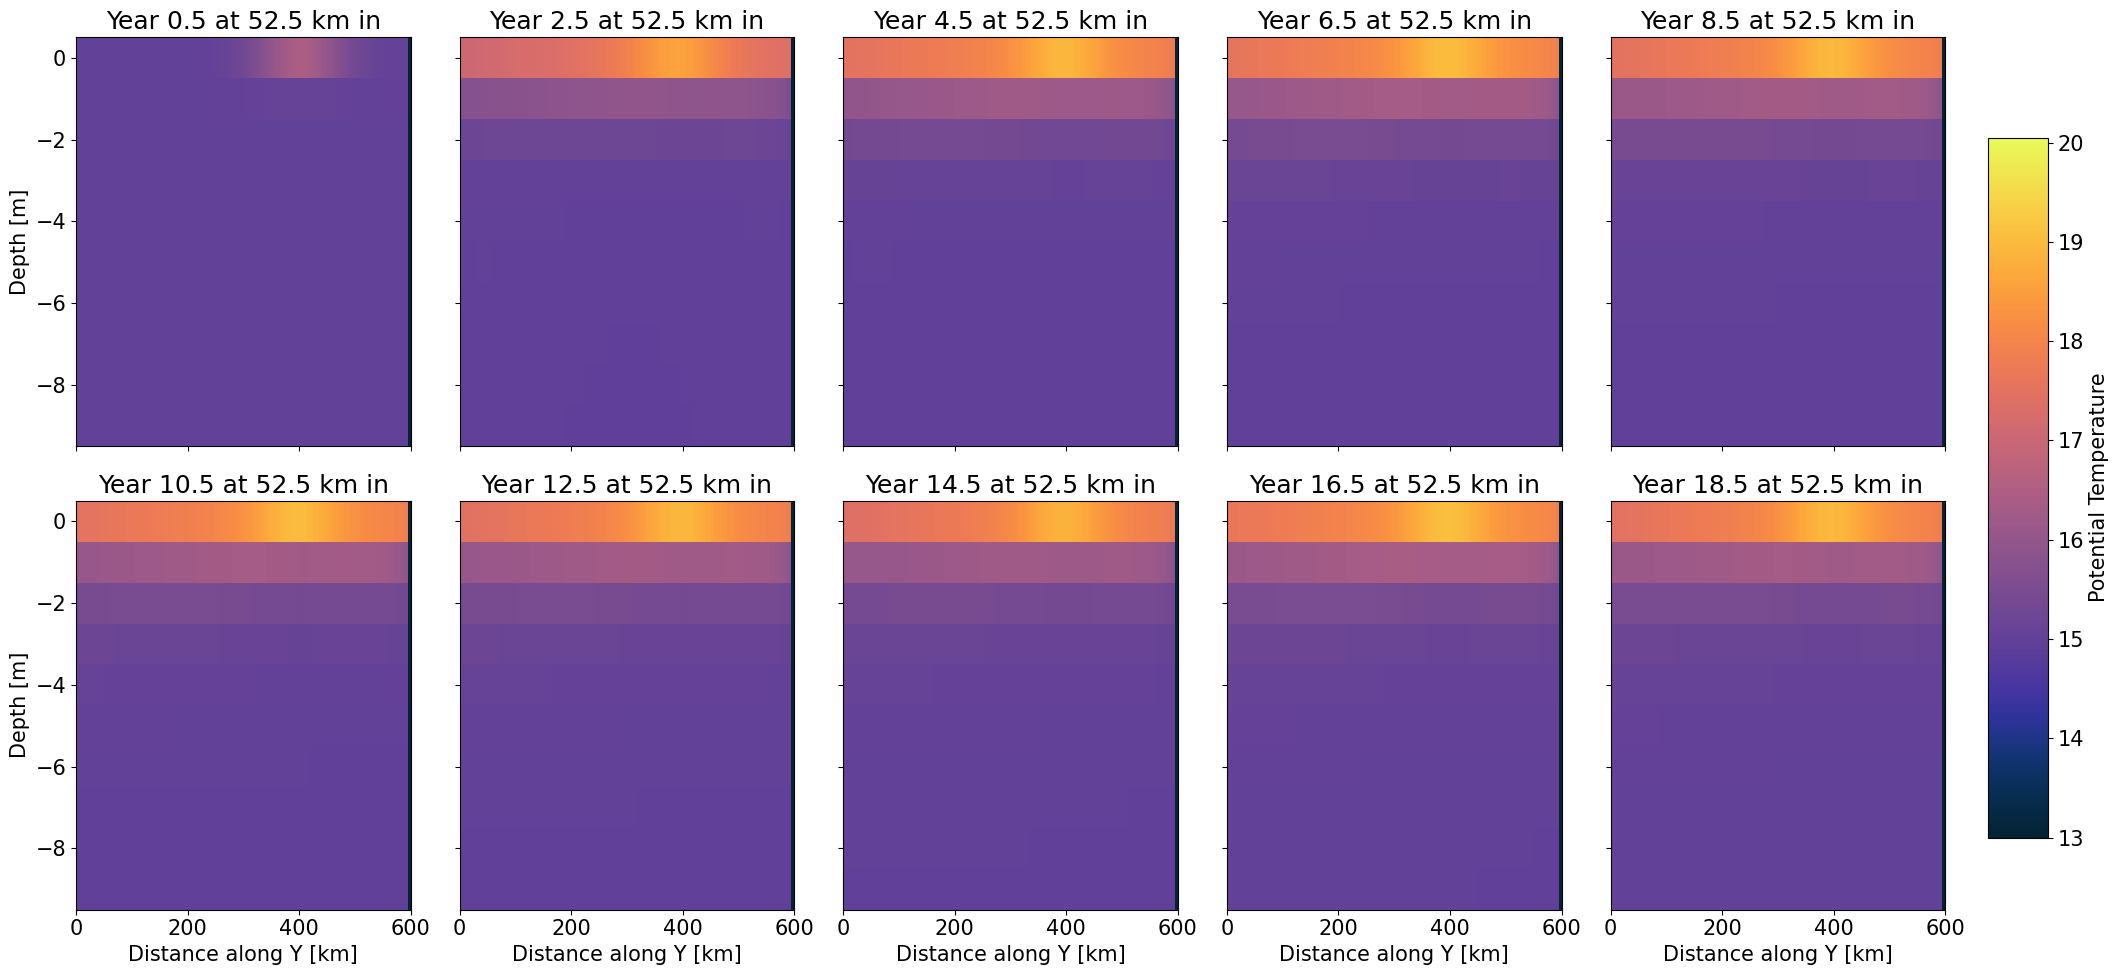 Year 0.5 at 52.5 km in
Year 2.5 at 52.5 km in
Year 4.5 at 52.5 km in
Year 6.5 at 52.5 km in
Year 8.5 at 52.5 km in
0
−2
−4
−6
−8
Depth [m]
Year 10.5 at 52.5 km in
Year 12.5 at 52.5 km in
Year 14.5 at 52.5 km in
Year 16.5 at 52.5 km in
Year 18.5 at 52.5 km in
0
−2
−4
−6
−8
Depth [m]
0 200 400 600
0 200 400 600
0 200 400 600
0 200 400 600
0 200 400 600
Distance along Y [km]
Distance along Y [km]
Distance along Y [km]
Distance along Y [km]
Distance along Y [km]
20
19
18
17
16
15
14
13
Potential Temperature